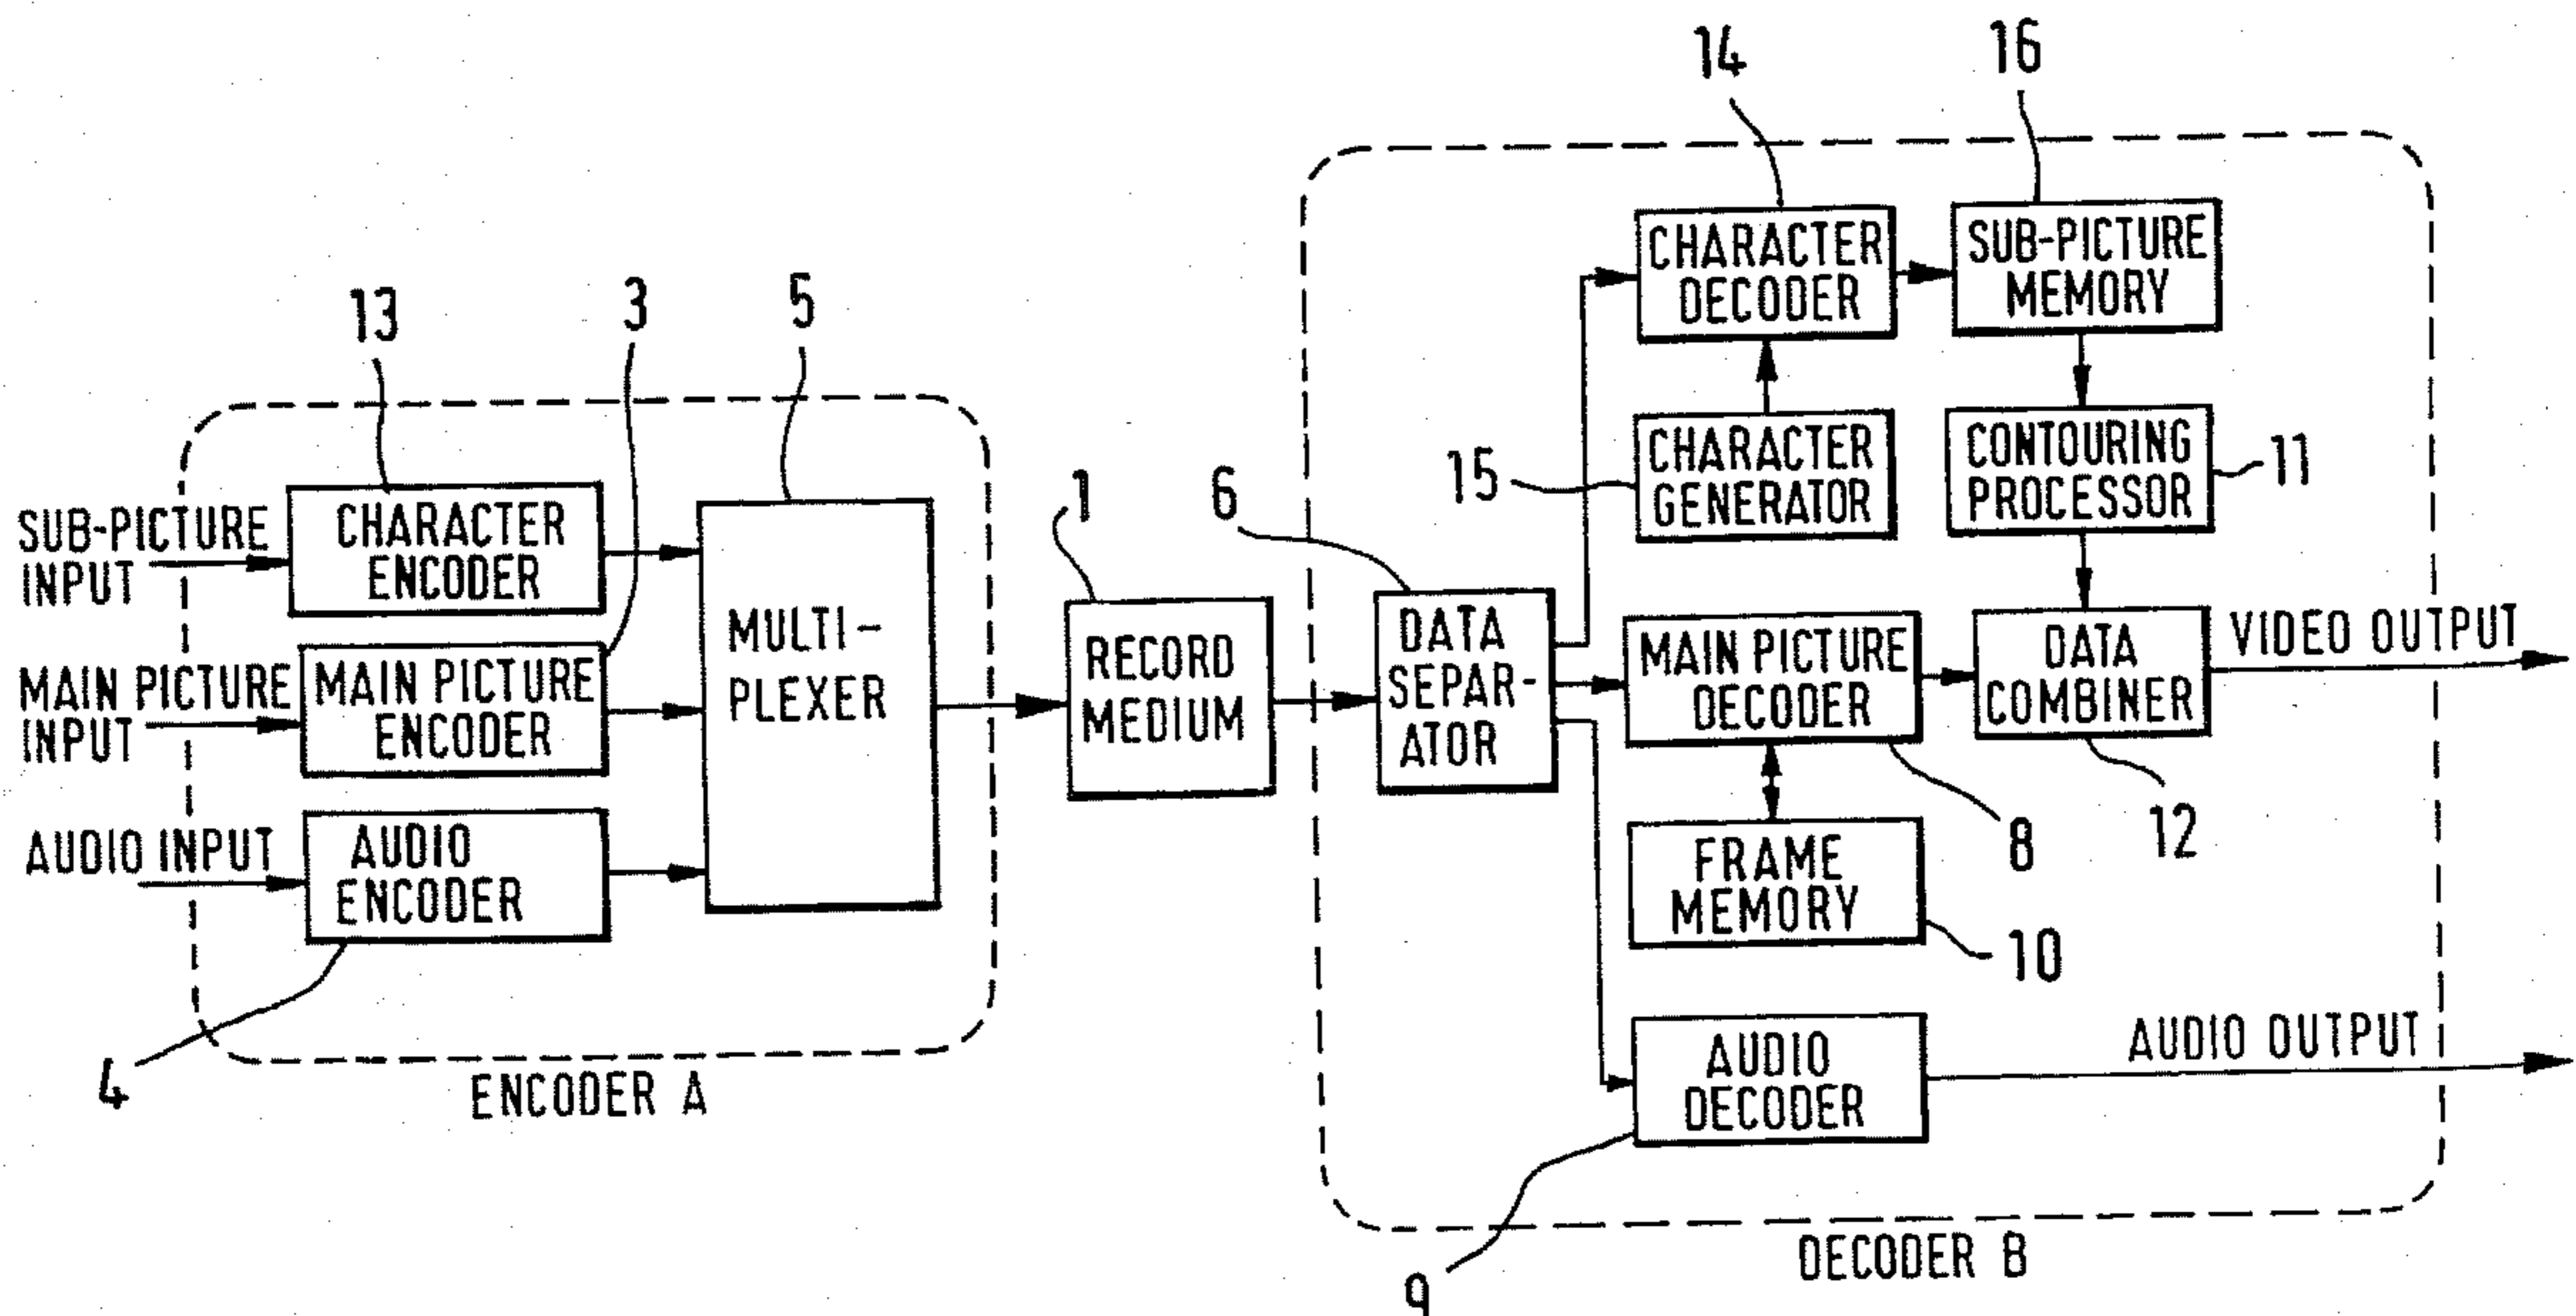 14
16
13
3
5
1
6
15
11
SUB-PICTURE
INPUT
CHARACTER
ENCODER
MAIN PICTURE
INPUT
MAIN PICTURE
ENCODER
AUDIO INPUT
AUDIO
ENCODER
MULTI-
PLEXER
4
ENCODER A
RECORD
MEDIUM
DATA
SEPAR-
ATOR
CHARACTER
DECODER
SUB-PICTURE
MEMORY
CHARACTER
GENERATOR
CONTOURING
PROCESSOR
MAIN PICTURE
DECODER
DATA
COMBINER
VIDEO OUTPUT
8
12
FRAME
MEMORY
10
AUDIO
DECODER
AUDIO OUTPUT
9
DECODER B